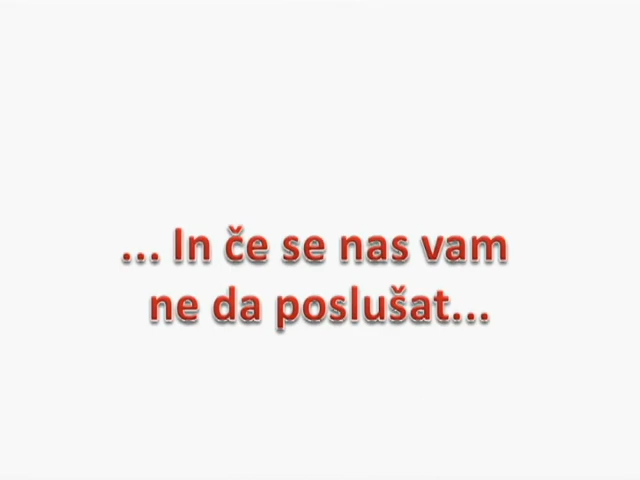 ... In če se nas vam
ne da poslušat...